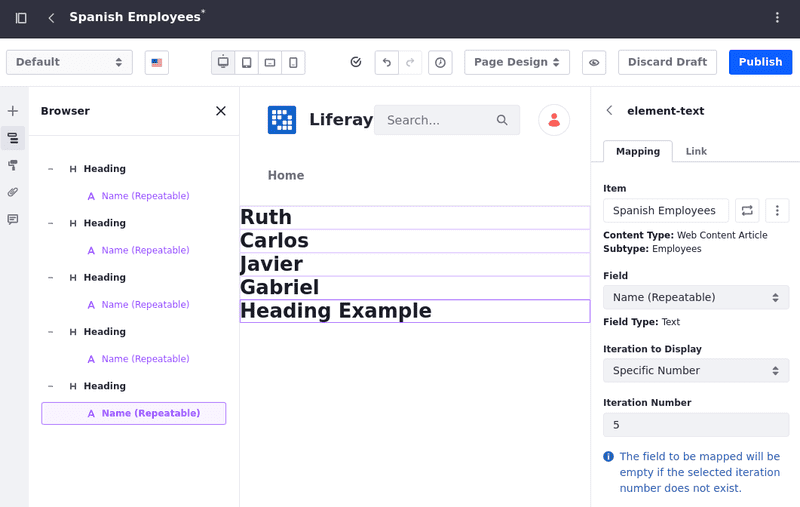 Spanish Employees*
Default
Page Design
Discard Draft
Publish
Browser
Heading
Name (Repeatable)
Heading
Name (Repeatable)
Heading
Name (Repeatable)
Heading
Name (Repeatable)
Heading
Name (Repeatable)
Liferay
Search...
Home
Ruth
Carlos
Javier
Gabriel
Heading Example
element-text
Mapping
Link
Item
Spanish Employees
Content Type: Web Content Article
Subtype: Employees
Field
Name (Repeatable)
Field Type: Text
Iteration to Display
Specific Number
Iteration Number
5
The field to be mapped will be
empty if the selected iteration
number does not exist.